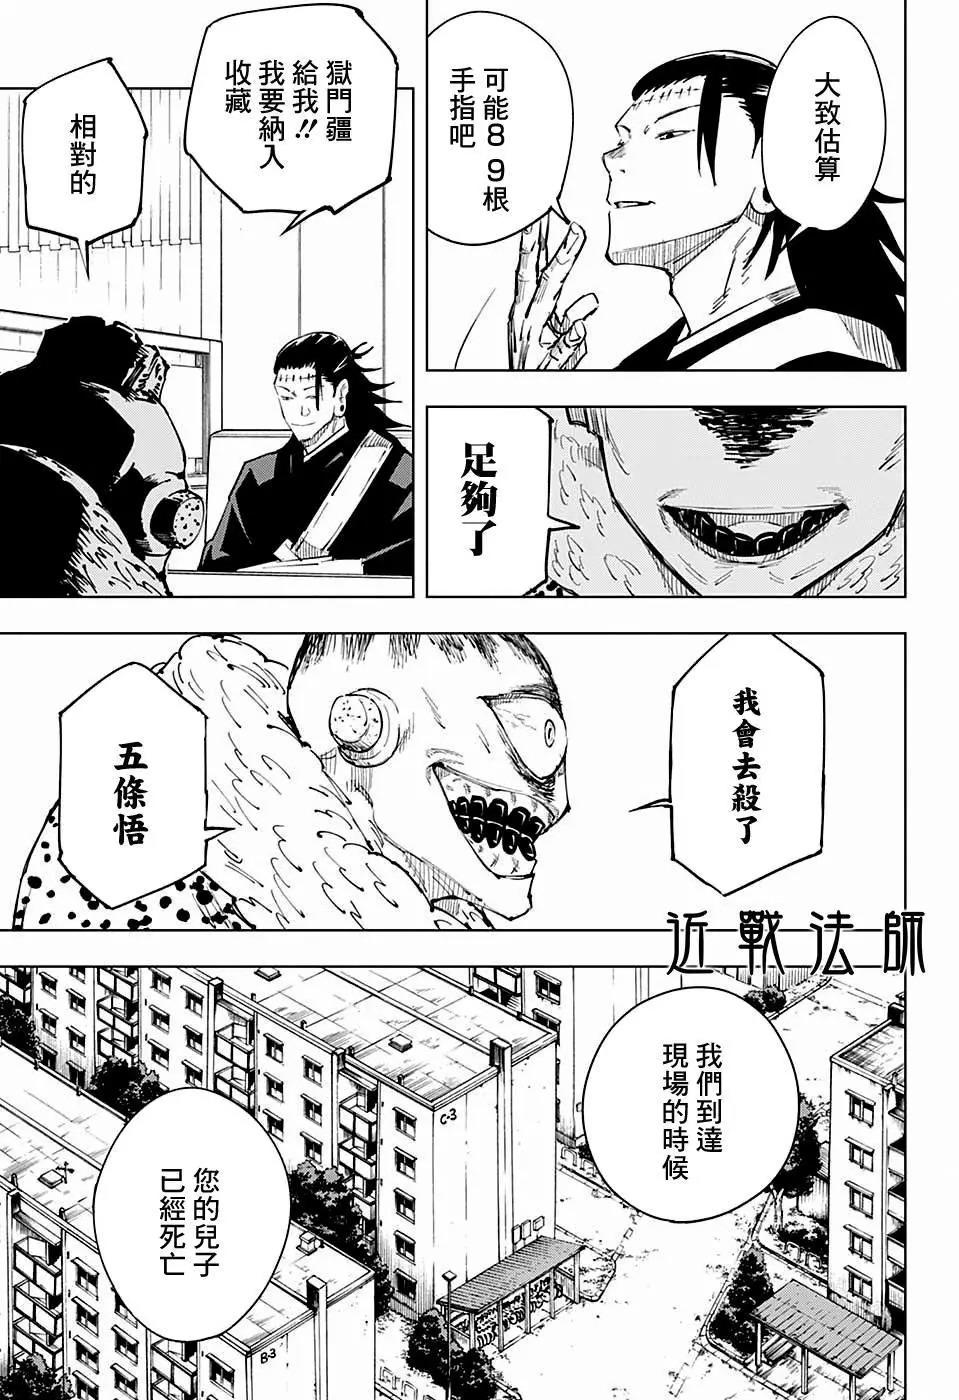 大致估算
可能８９根
手指吧
獄門疆
給我!!
我要納入
收藏
相對的
足夠了
我會去殺了
五條悟
近戰法師
我們到達
現場的時候
您的兒子
已經死亡
C-3
B-3